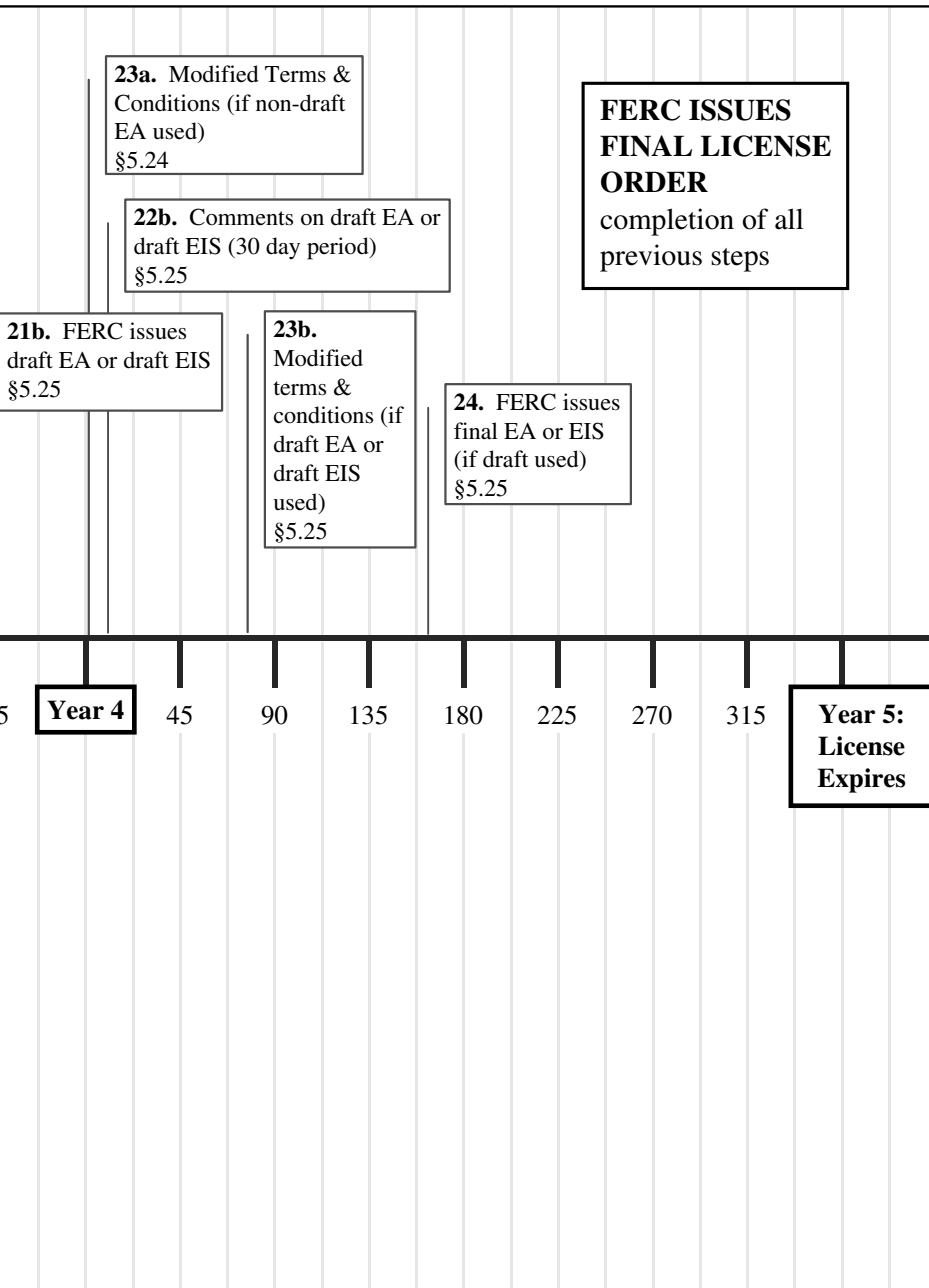 23a. Modified Terms &
Conditions (if non-draft
EA used)
§5.24
FERC ISSUES
FINAL LICENSE
ORDER
completion of all
previous steps
22b. Comments on draft EA or
draft EIS (30 day period)
§5.25
21b. FERC issues
draft EA or draft EIS
§5.25
23b.
Modified
terms &
conditions (if
draft EA or
draft EIS
used)
§5.25
24. FERC issues
final EA or EIS
(if draft used)
§5.25
5
Year 4
45
90
135
180
225
270
315
Year 5:
License
Expires